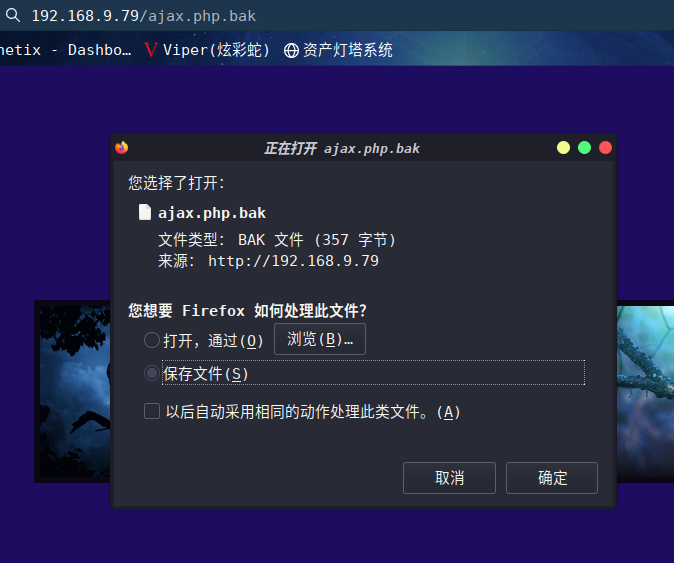 192.168.9.79/ajax.php.bak
netix - Dashbo… Viper(炫彩蛇) 资产灯塔系统
正在打开 ajax.php.bak
您选择了打开：
ajax.php.bak
文件类型： BAK 文件 (357 字节)
来源： http://192.168.9.79
您想要 Firefox 如何处理此文件？
打开，通过(O) 浏览(B)…
保存文件(S)
以后自动采用相同的动作处理此类文件。(A)
取消 确定